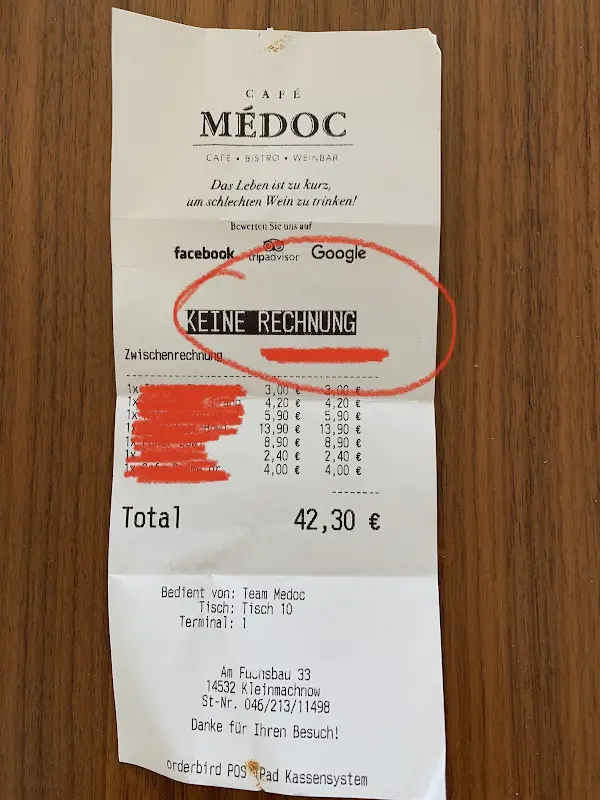 CAFÉ
MÉDOC
CAFE • BISTRO • WEINBAR
Das Leben ist zu kurz,
um schlechten Wein zu trinken!
Bewerten Sie uns auf
facebook tripadvisor Google
KEINE RECHNUNG
Zwischenrechnung
1x 3,00 € 3,00 €
1x 4,20 € 4,20 €
1x 5,90 € 5,90 €
1x 13,90 € 13,90 €
1x 8,90 € 8,90 €
1x 2,40 € 2,40 €
1x 4,00 € 4,00 €
Total 42,30 €
Bedient von: Team Medoc
Tisch: Tisch 10
Terminal: 1
Am Fuchsbau 33
14532 Kleinmachnow
St-Nr. 046/213/11498
Danke für Ihren Besuch!
orderbird POS iPad Kassensystem